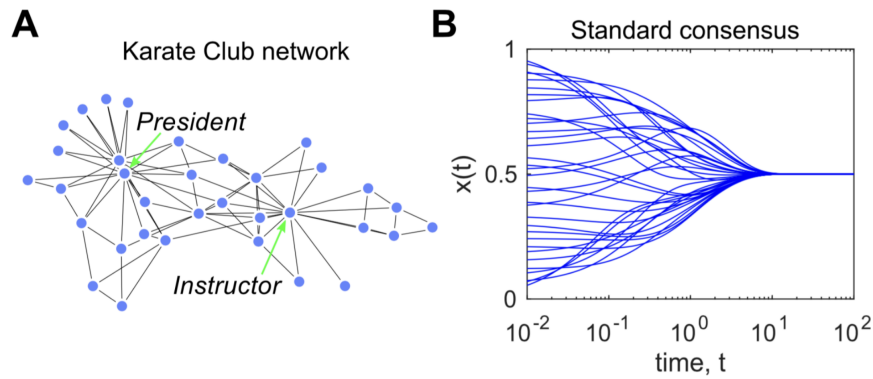 A
Karate Club network
President
Instructor
B
Standard consensus
x(t)
1
0.5
0
10^-2
10^-1
10^0
10^1
10^2
time, t